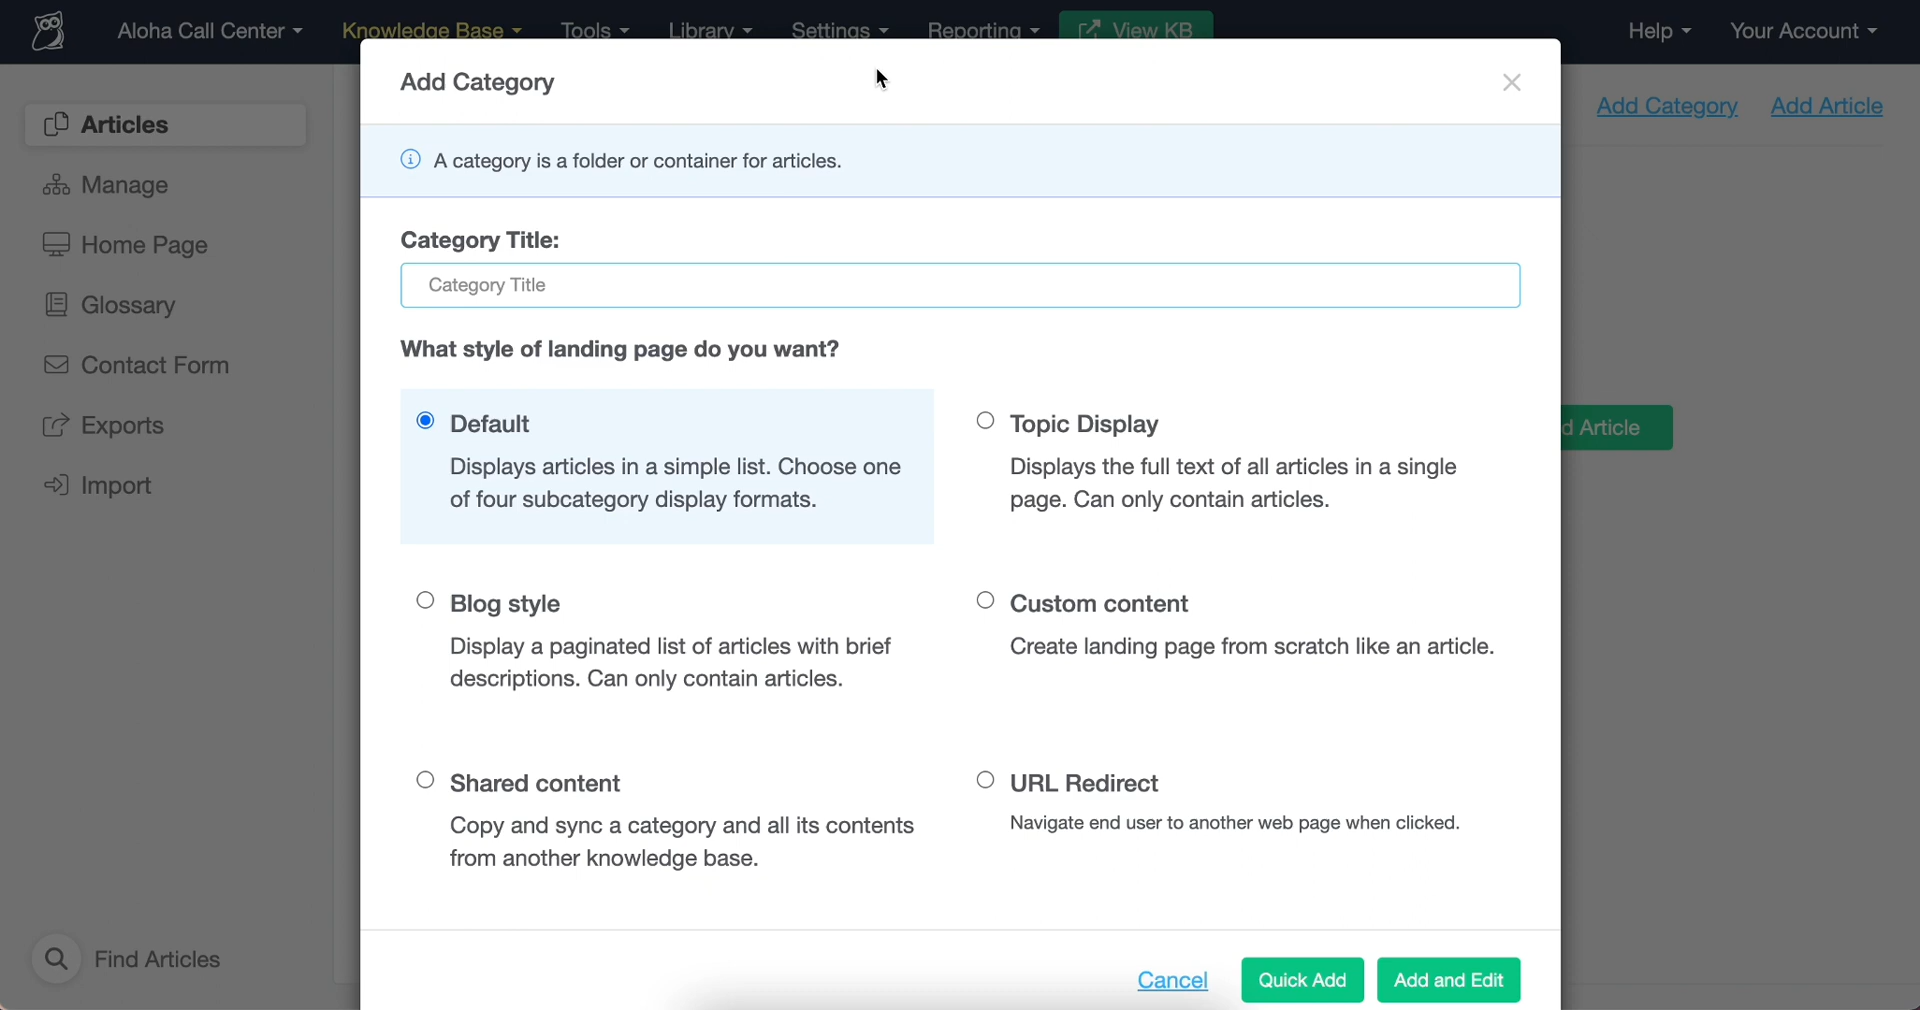 Aloha Call Center Knowledge Base Tools Library Settings Reporting View KB Help Your Account
Add Category
Add Category Add Article
Articles
A category is a folder or container for articles.
Manage
Category Title:
Home Page
Category Title
Glossary
What style of landing page do you want?
Contact Form
Default
Displays articles in a simple list. Choose one
of four subcategory display formats.
Topic Display
Displays the full text of all articles in a single
page. Can only contain articles.
d Article
Exports
Import
Blog style
Display a paginated list of articles with brief
descriptions. Can only contain articles.
Custom content
Create landing page from scratch like an article.
Shared content
Copy and sync a category and all its contents
from another knowledge base.
URL Redirect
Navigate end user to another web page when clicked.
Find Articles
Cancel Quick Add Add and Edit